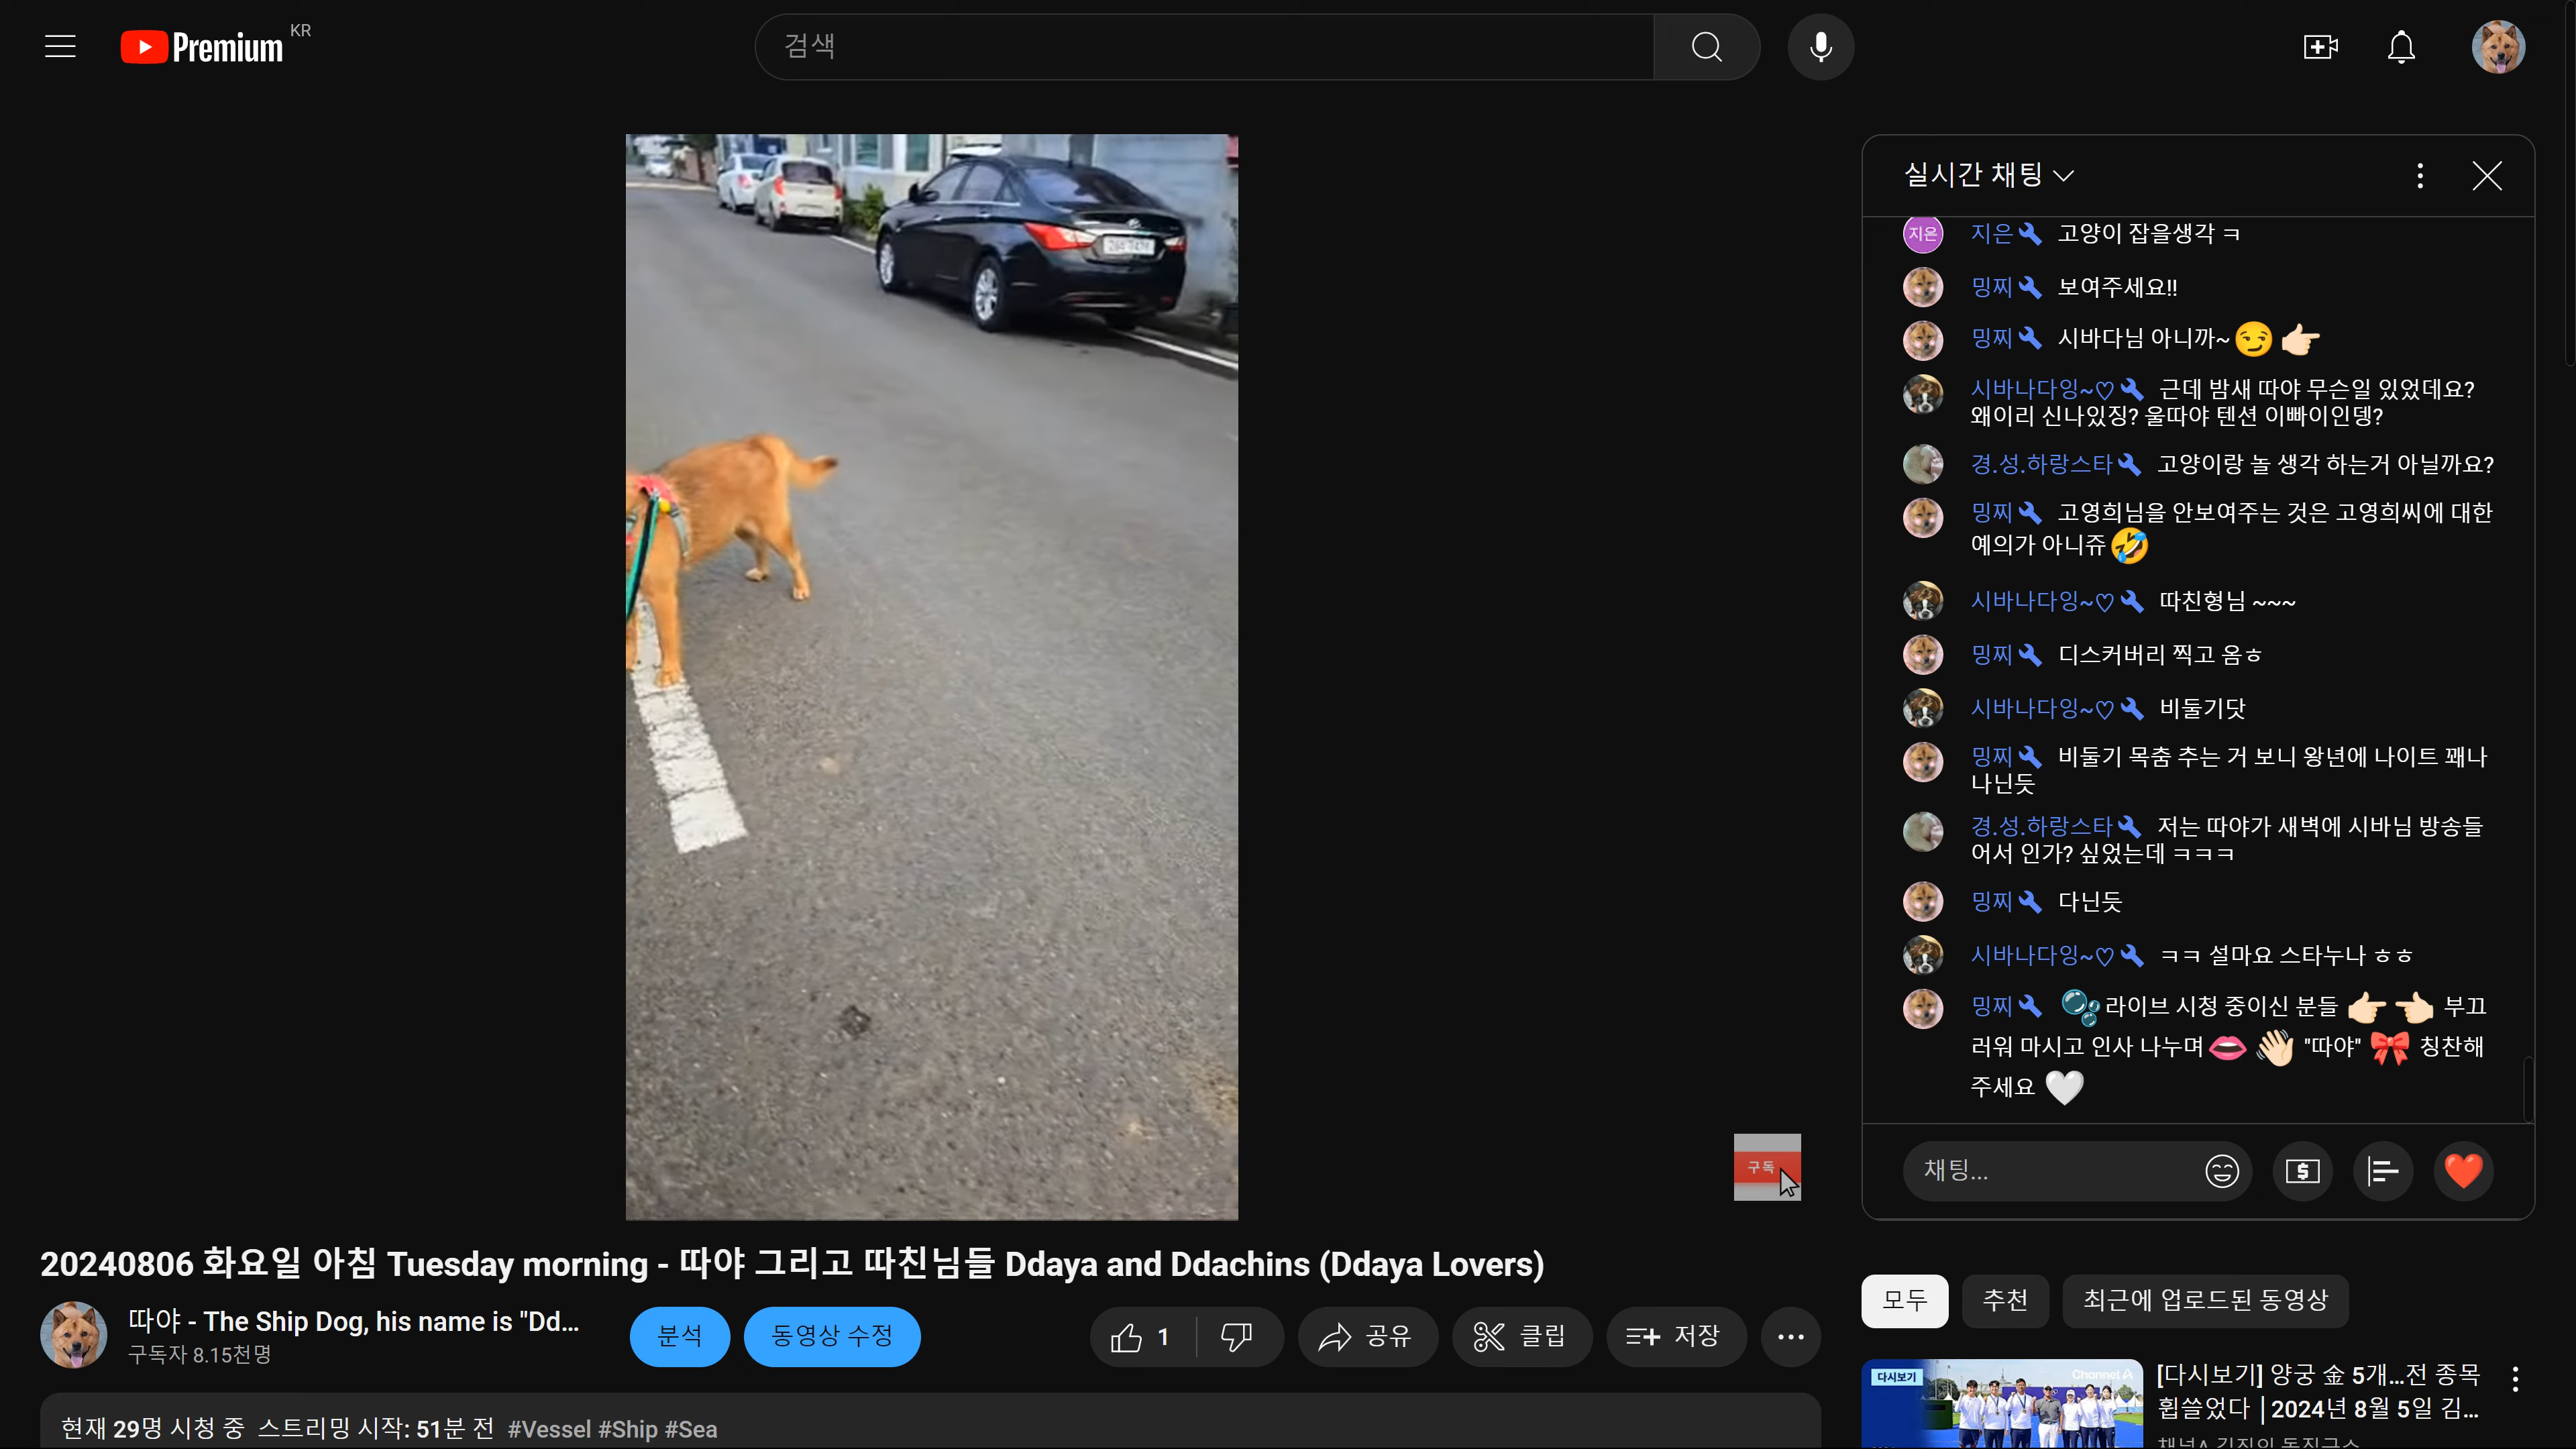 Premium KR
검색
실시간 채팅
지은
지은 고양이 잡을생각 ㅋ
밍찌 보여주세요!!
밍찌 시바다님 아니까~😏👉🏻
시바나다잉~♡ 근데 밤새 따야 무슨일 있었데요?
왜이리 신나있징? 울따야 텐션 이빠이인뎅?
경.성.하랑스타 고양이랑 놀 생각 하는거 아닐까요?
밍찌 고영희님을 안보여주는 것은 고영희씨에 대한
예의가 아니쥬🤣
시바나다잉~♡ 따친형님 ~~~
밍찌 디스커버리 찍고 옴ㅎ
시바나다잉~♡ 비둘기닷
밍찌 비둘기 목춤 추는 거 보니 왕년에 나이트 꽤나
나닌듯
경.성.하랑스타 저는 따야가 새벽에 시바님 방송들
어서 인가? 싶었는데 ㅋㅋㅋ
밍찌 다닌듯
시바나다잉~♡ ㅋㅋ 설마요 스타누나 ㅎㅎ
밍찌 🫧라이브 시청 중이신 분들 👉🏻👈🏻 부끄
러워 마시고 인사 나누며👄👋🏻 "따야" 🎀 칭찬해
주세요 🤍
채팅...
구독
20240806 화요일 아침 Tuesday morning - 따야 그리고 따친님들 Ddaya and Ddachins (Ddaya Lovers)
따야 - The Ship Dog, his name is "Dd...
구독자 8.15천명
분석
동영상 수정
1
공유
클립
저장
현재 29명 시청 중 스트리밍 시작: 51분 전 #Vessel #Ship #Sea
모두
추천
최근에 업로드된 동영상
다시보기
Channel A
[다시보기] 양궁 金 5개...전 종목
휩쓸었다 | 2024년 8월 5일 김...